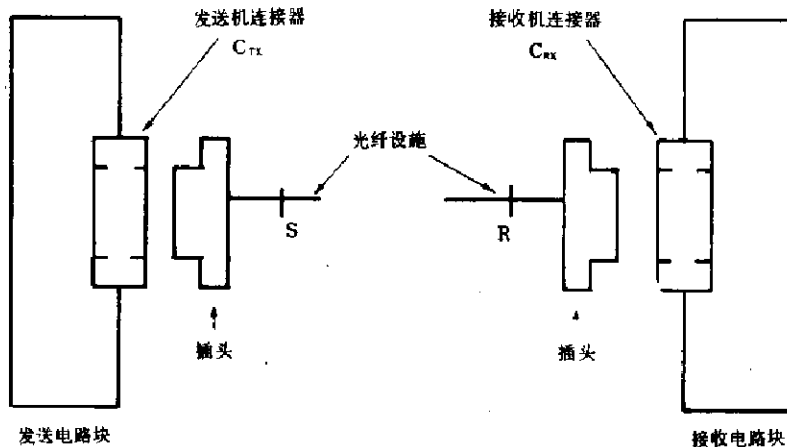 发送机连接器
C_TX
接收机连接器
C_RX
光纤设施
S
R
插头
插头
发送电路块
接收电路块